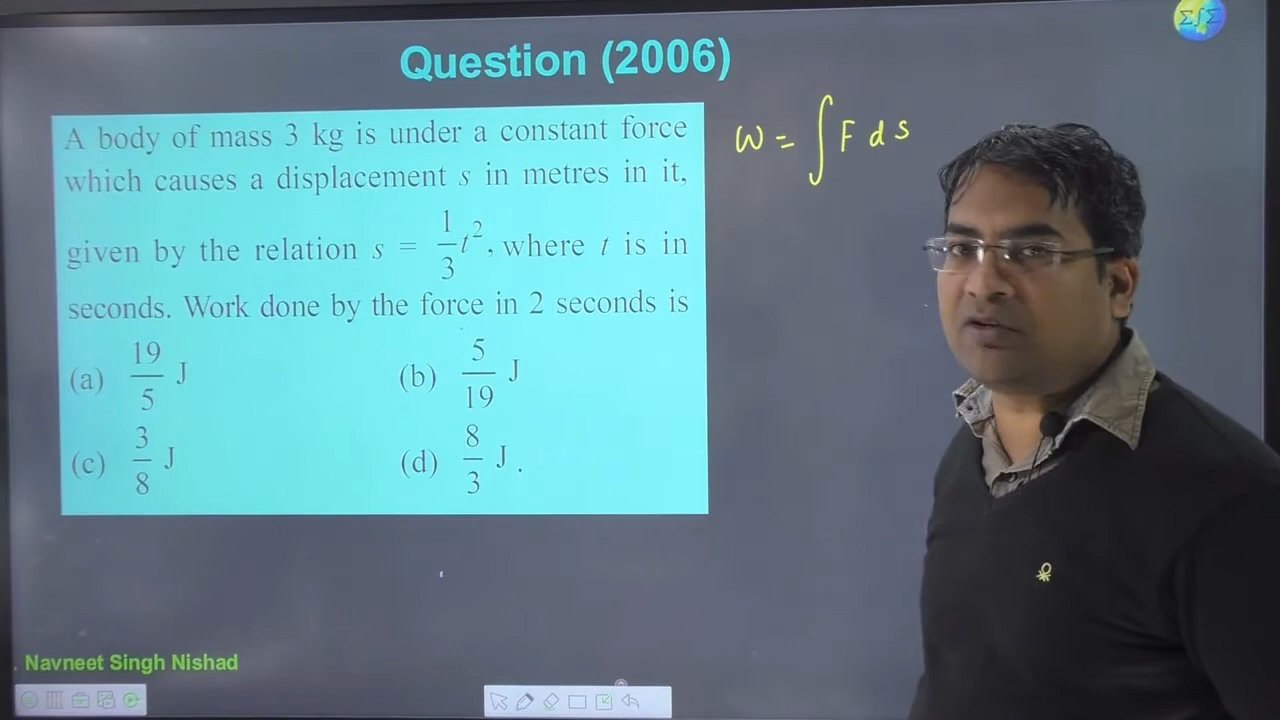 ΣʃΣ
Question (2006)
A body of mass 3 kg is under a constant force
which causes a displacement s in metres in it,
given by the relation s = 1/3 t², where t is in
seconds. Work done by the force in 2 seconds is
(a) 19/5 J (b) 5/19 J
(c) 3/8 J (d) 8/3 J .
W = ∫ F d s
. Navneet Singh Nishad